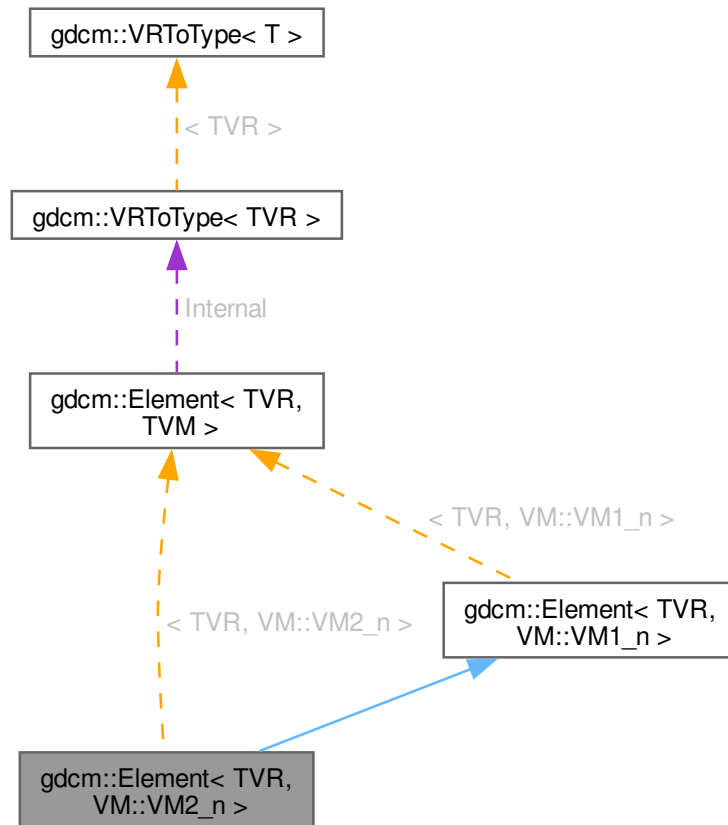 gdcm::VRToType< T >
< TVR >
gdcm::VRToType< TVR >
Internal
gdcm::Element< TVR,
TVM >
< TVR, VM::VM1_n >
gdcm::Element< TVR,
VM::VM1_n >
< TVR, VM::VM2_n >
gdcm::Element< TVR,
VM::VM2_n >